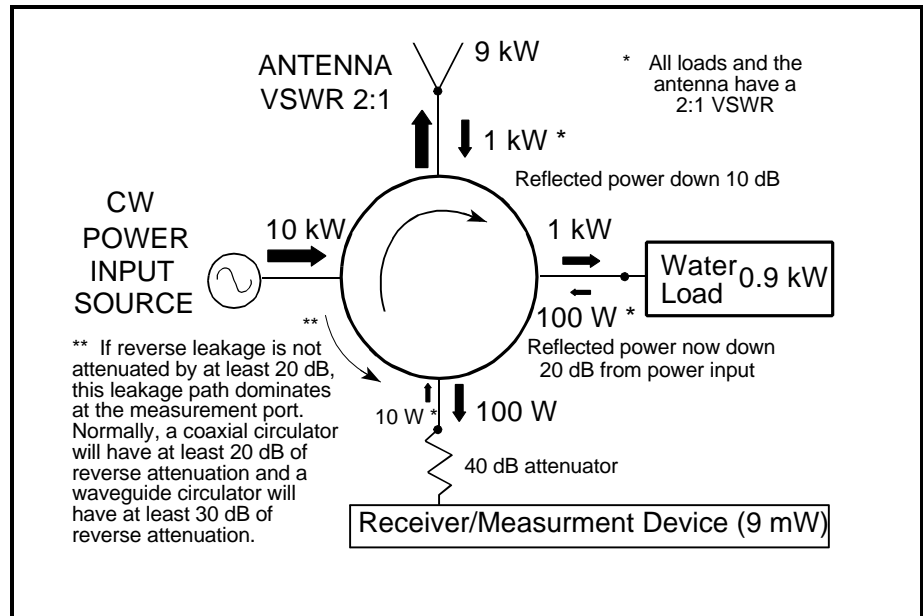 ANTENNA
VSWR 2:1
9 kW
* All loads and the
antenna have a
2:1 VSWR
1 kW *
Reflected power down 10 dB
CW
POWER
INPUT
SOURCE
10 kW
1 kW
Water
Load
0.9 kW
100 W *
Reflected power now down
20 dB from power input
**
** If reverse leakage is not
attenuated by at least 20 dB,
this leakage path dominates
at the measurement port.
Normally, a coaxial circulator
will have at least 20 dB of
reverse attenuation and a
waveguide circulator will
have at least 30 dB of
reverse attenuation.
10 W *
100 W
40 dB attenuator
Receiver/Measurment Device (9 mW)